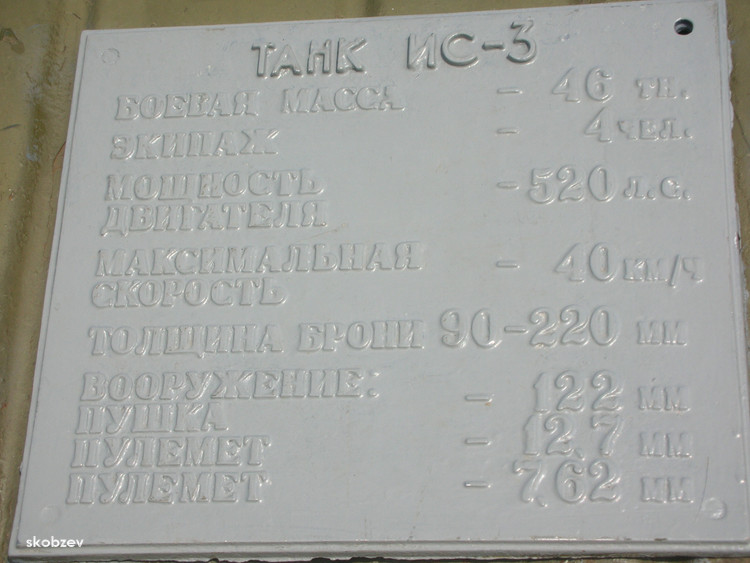 ТАНК ИС-3
БОЕВАЯ МАССА - 46 тн.
ЭКИПАЖ - 4 чел.
МОЩНОСТЬ
ДВИГАТЕЛЯ - 520 л.с.
МАКСИМАЛЬНАЯ
СКОРОСТЬ - 40 км/ч
ТОЛЩИНА БРОНИ 90-220 мм
ВООРУЖЕНИЕ:
ПУШКА - 122 мм
ПУЛЕМЕТ - 12,7 мм
ПУЛЕМЕТ - 7,62 мм
skobzev